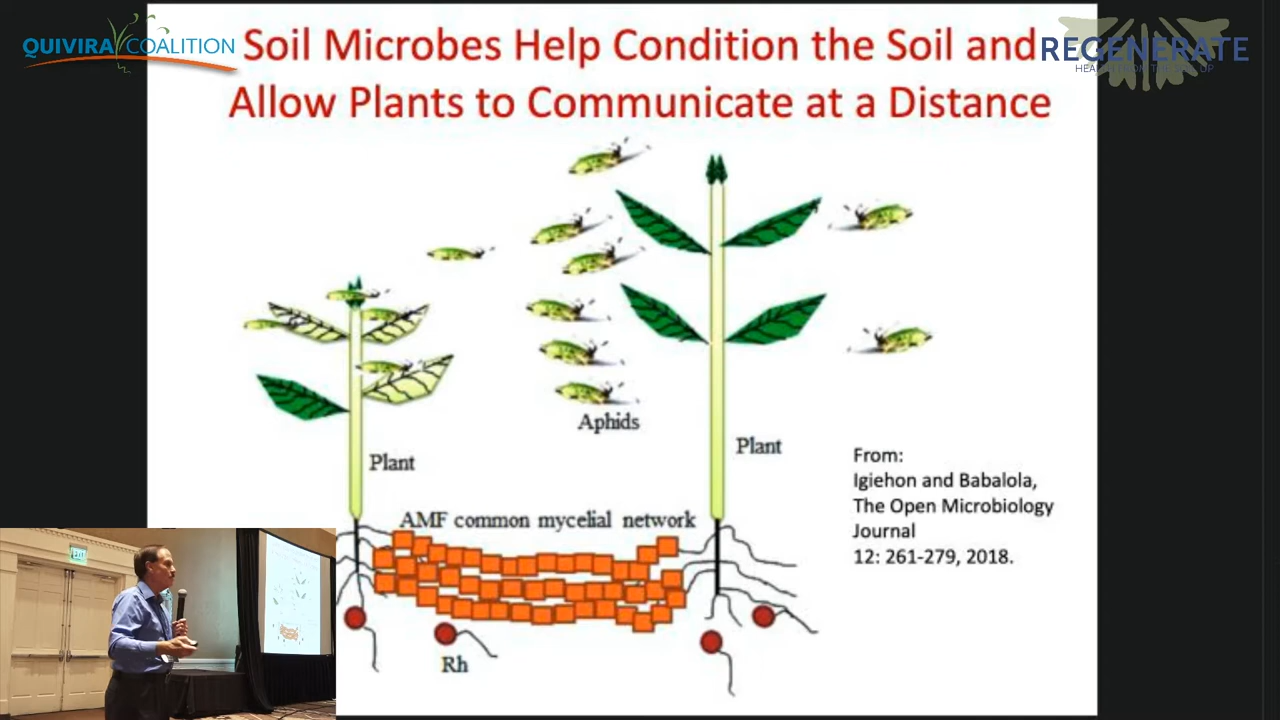 QUIVIRA COALITION
Soil Microbes Help Condition the Soil and
Allow Plants to Communicate at a Distance
REGENERATE
Aphids
Plant
Plant
AMF common mycelial network
Rh
From:
Igiehon and Babalola,
The Open Microbiology
Journal
12: 261-279, 2018.
EXIT